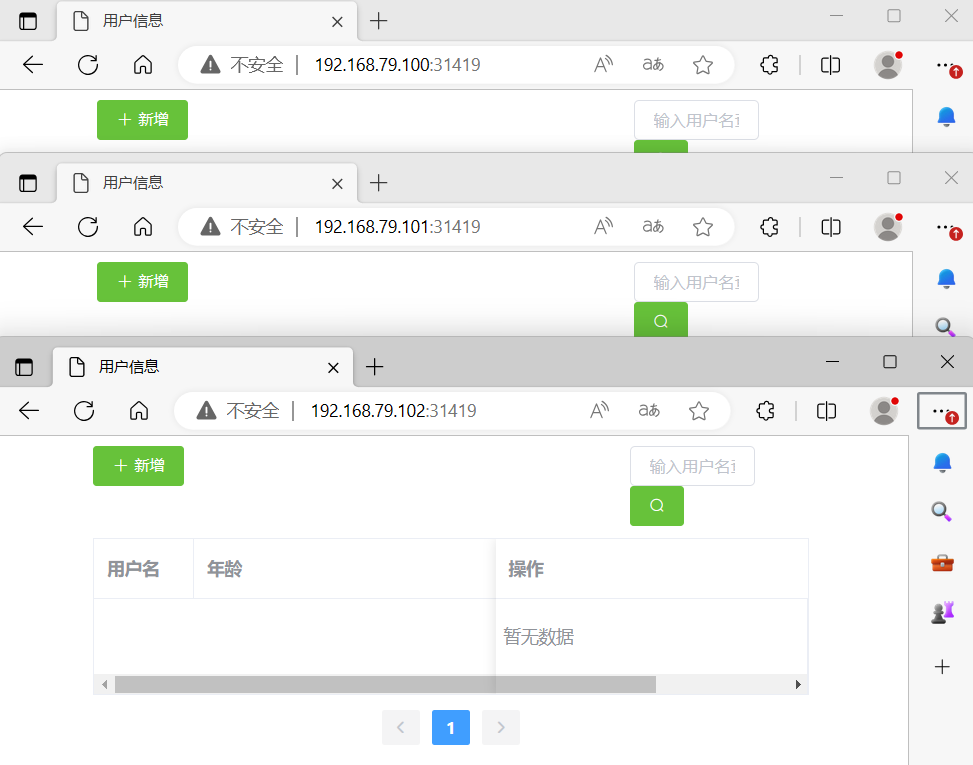 用户信息
不安全 192.168.79.100:31419
新增
输入用户名
用户信息
不安全 192.168.79.101:31419
新增
输入用户名
用户信息
不安全 192.168.79.102:31419
新增
输入用户名
用户名 年龄 操作
暂无数据
1